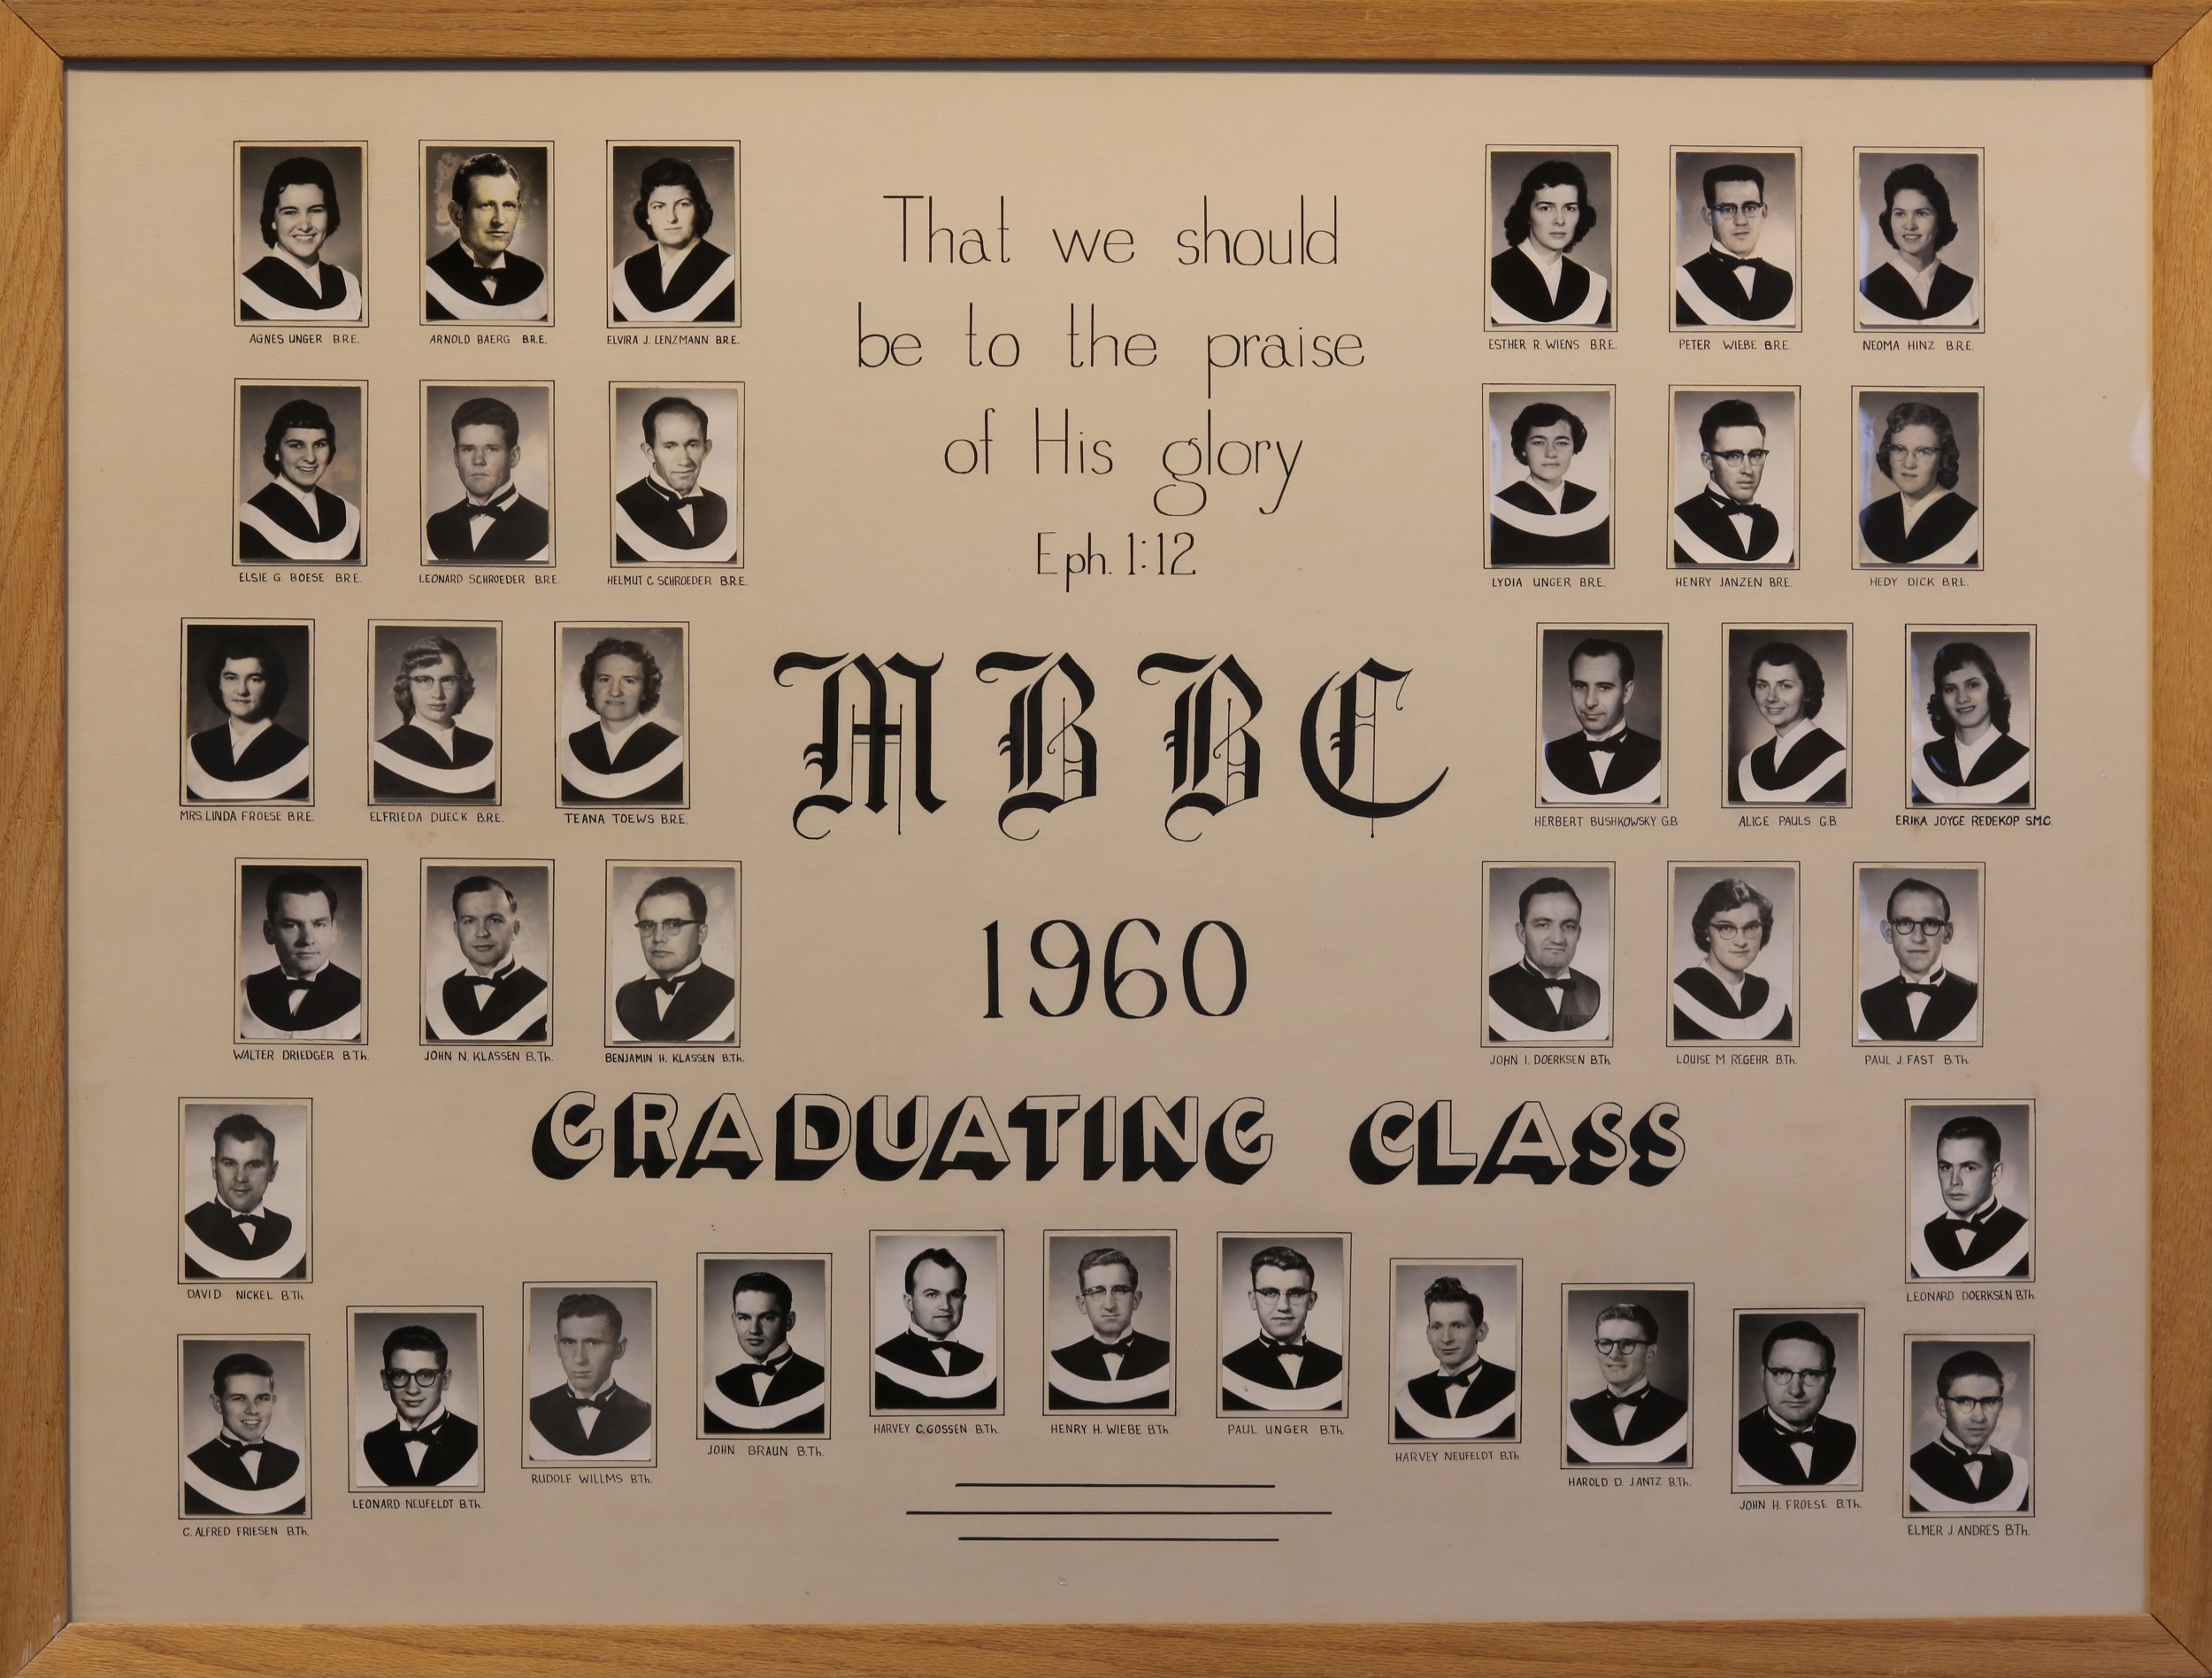 That we should
be to the praise
of His glory
Eph. 1:12
MBBC
1960
GRADUATING CLASS
AGNES UNGER B.R.E.
ARNOLD BAERG B.R.E.
ELVIRA J. LENZMANN B.R.E.
ESTHER R. WIENS B.R.E.
PETER WIEBE B.R.E.
NEOMA HINZ B.R.E.
ELSIE G. BOESE B.R.E.
LEONARD SCHROEDER B.R.E.
HELMUT C. SCHROEDER B.R.E.
LYDIA UNGER B.R.E.
HENRY JANZEN B.R.E.
HEDY DICK B.R.E.
MRS. LINDA FROESE B.R.E.
ELFRIEDA DUECK B.R.E.
TEANA TOEWS B.R.E.
HERBERT BUSHKOWSKY G.B.
ALICE PAULS G.B.
ERIKA JOYCE REDEKOP S.M.C.
WALTER DRIEDGER B.Th.
JOHN N. KLASSEN B.Th.
BENJAMIN H. KLASSEN B.Th.
JOHN I. DOERKSEN B.Th.
LOUISE M. REGEHR B.Th.
PAUL J. FAST B.Th.
DAVID NICKEL B.Th.
LEONARD DOERKSEN B.Th.
C. ALFRED FRIESEN B.Th.
LEONARD NEUFELDT B.Th.
RUDOLF WILLMS B.Th.
JOHN BRAUN B.Th.
HARVEY C. GOSSEN B.Th.
HENRY H. WIEBE B.Th.
PAUL UNGER B.Th.
HARVEY NEUFELDT B.Th.
HAROLD D. JANTZ B.Th.
JOHN H. FROESE B.Th.
ELMER J. ANDRES B.Th.